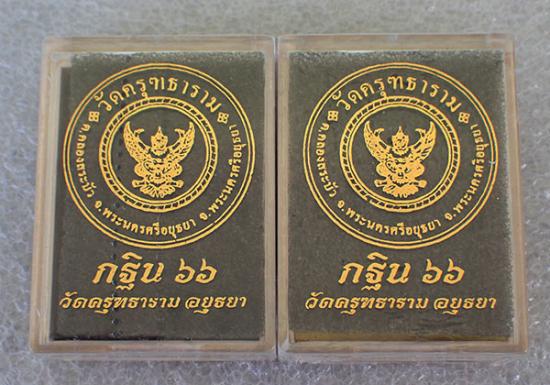 วัดครุฑธาราม
ต.คลองสระบัว อ.พระนครศรีอยุธยา จ.พระนครศรีอยุธยา
กฐิน ๖๖
วัดครุฑธาราม อยุธยา
วัดครุฑธาราม
ต.คลองสระบัว อ.พระนครศรีอยุธยา จ.พระนครศรีอยุธยา
กฐิน ๖๖
วัดครุฑธาราม อยุธยา